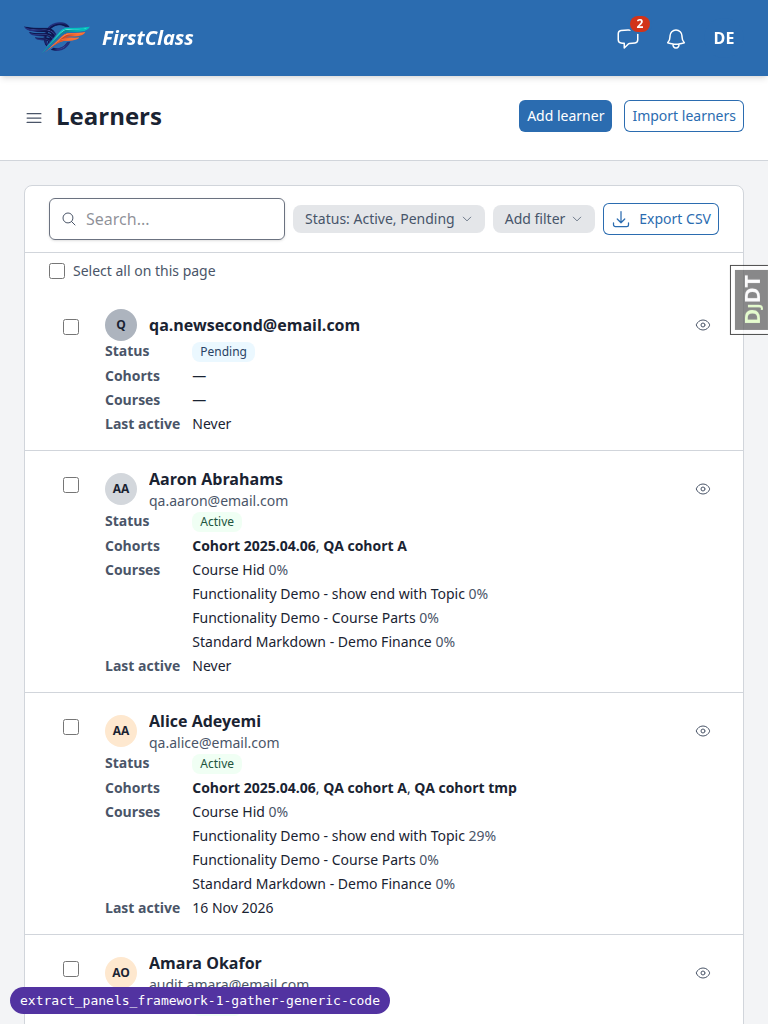 FirstClass
2
DE
Learners
Add learner
Import learners
Search...
Status: Active, Pending
Add filter
Export CSV
Select all on this page
DJDT
Q
qa.newsecond@email.com
Status Pending
Cohorts —
Courses —
Last active Never
AA
Aaron Abrahams
qa.aaron@email.com
Status Active
Cohorts Cohort 2025.04.06, QA cohort A
Courses Course Hid 0%
Functionality Demo - show end with Topic 0%
Functionality Demo - Course Parts 0%
Standard Markdown - Demo Finance 0%
Last active Never
AA
Alice Adeyemi
qa.alice@email.com
Status Active
Cohorts Cohort 2025.04.06, QA cohort A, QA cohort tmp
Courses Course Hid 0%
Functionality Demo - show end with Topic 29%
Functionality Demo - Course Parts 0%
Standard Markdown - Demo Finance 0%
Last active 16 Nov 2026
AO
Amara Okafor
audit.amara@email.com
extract_panels_framework-1-gather-generic-code